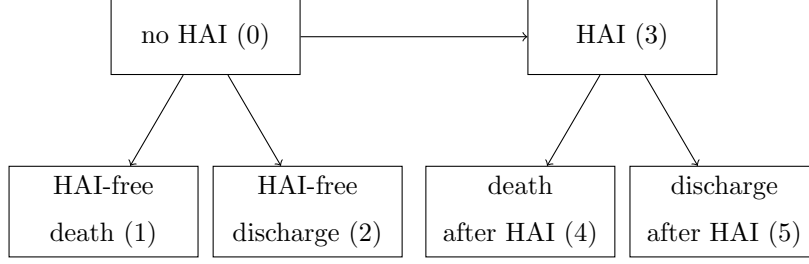 no HAI (0)
HAI (3)
HAI-free
death (1)
HAI-free
discharge (2)
death
after HAI (4)
discharge
after HAI (5)